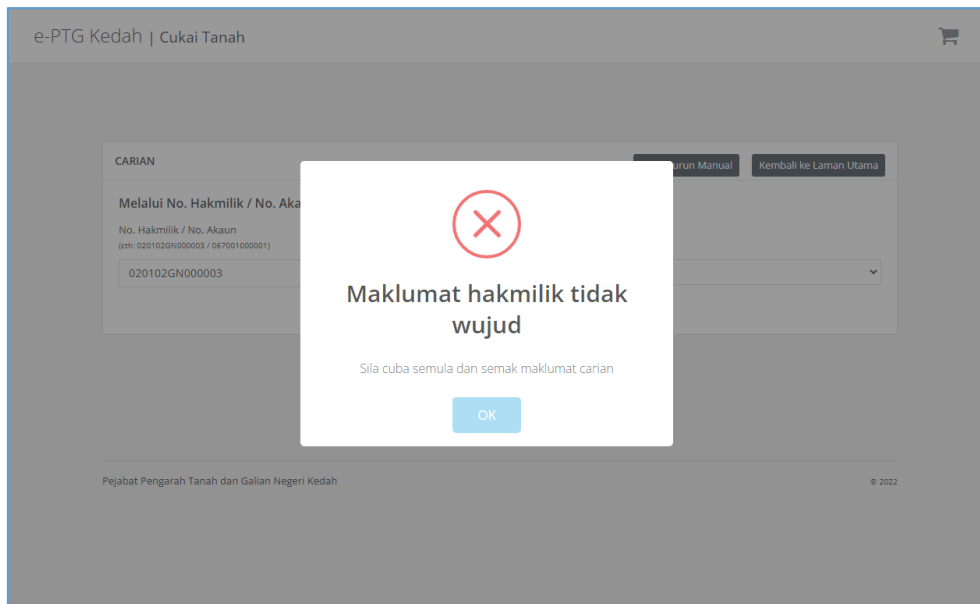 e-PTG Kedah | Cukai Tanah
CARIAN
urun Manual
Kembali ke Laman Utama
Melalui No. Hakmilik / No. Aka
No. Hakmilik / No. Akaun
(cth: 020102GN000003 / 067001000001)
020102GN000003
Maklumat hakmilik tidak
wujud
Sila cuba semula dan semak maklumat carian
OK
Pejabat Pengarah Tanah dan Galian Negeri Kedah
© 2022